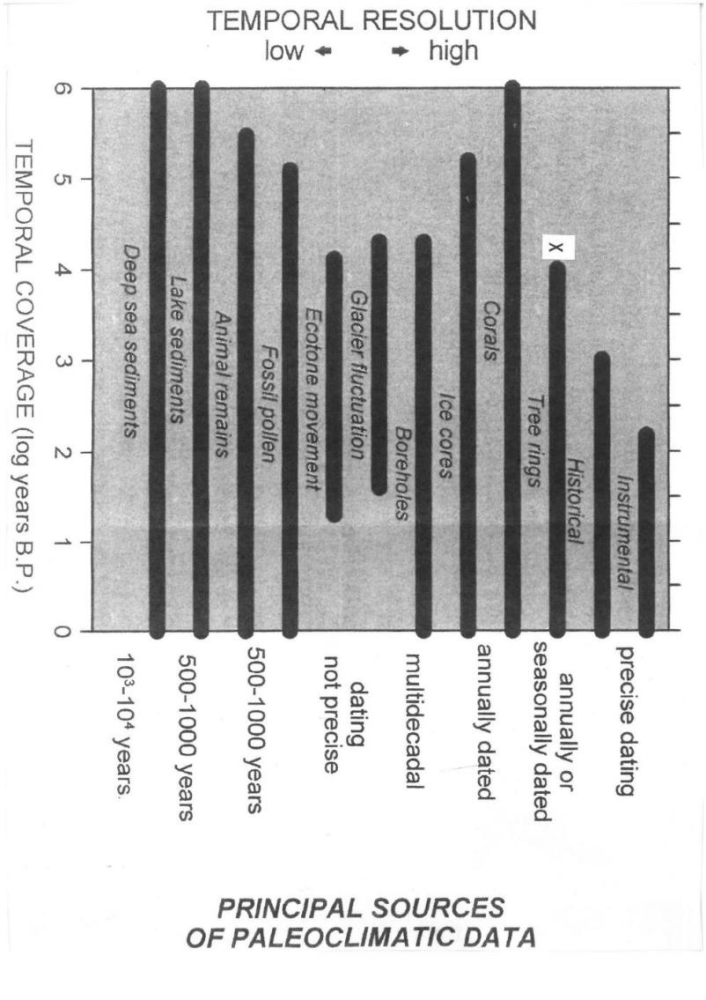 TEMPORAL RESOLUTION
low ← → high
6
5
4
3
2
1
0
TEMPORAL COVERAGE (log years B.P.)
Deep sea sediments
Lake sediments
Animal remains
Fossil pollen
Ecotone movement
Glacier fluctuation
Boreholes
Ice cores
Corals
X
Tree rings
Historical
Instrumental
10³-10⁴ years.
500-1000 years
500-1000 years
dating
not precise
multidecadal
annually dated
annually or
seasonally dated
precise dating
PRINCIPAL SOURCES
OF PALEOCLIMATIC DATA